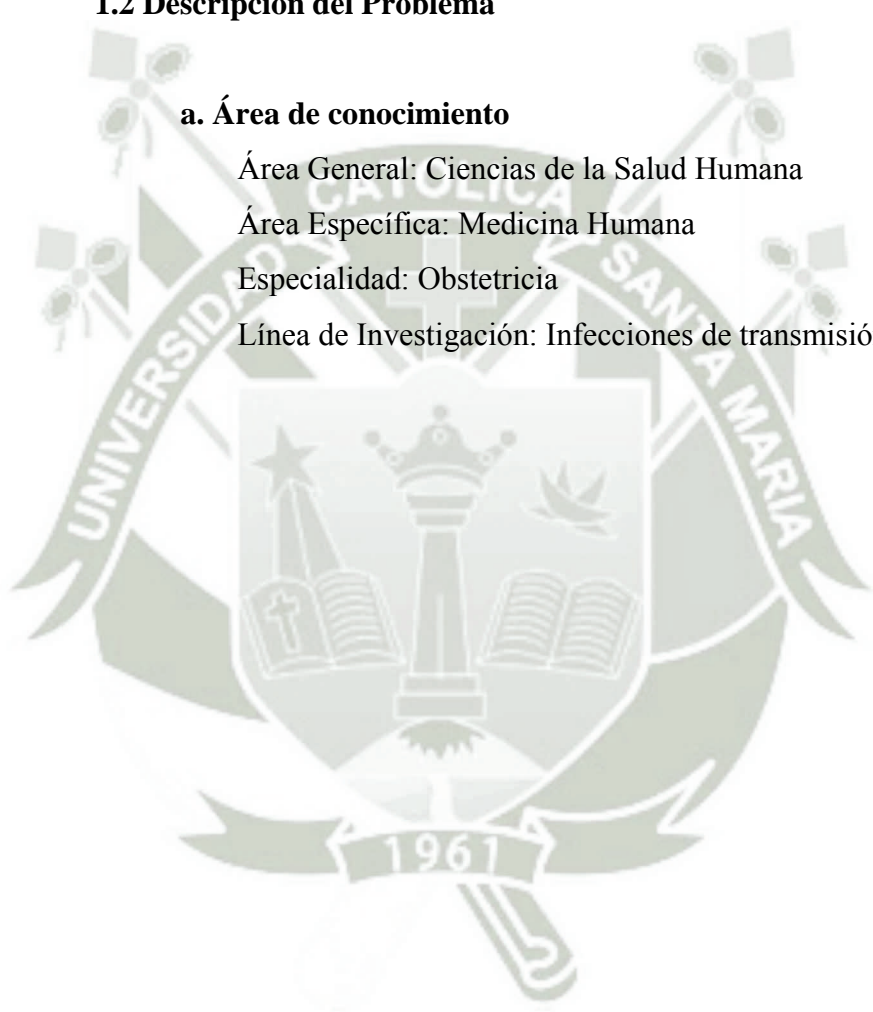 1.2 Descripción del Problema
a. Área de conocimiento
Área General: Ciencias de la Salud Humana
Área Específica: Medicina Humana
Especialidad: Obstetricia
Línea de Investigación: Infecciones de transmisió
UNIVERSIDAD CATOLICA SANTA MARIA
1961